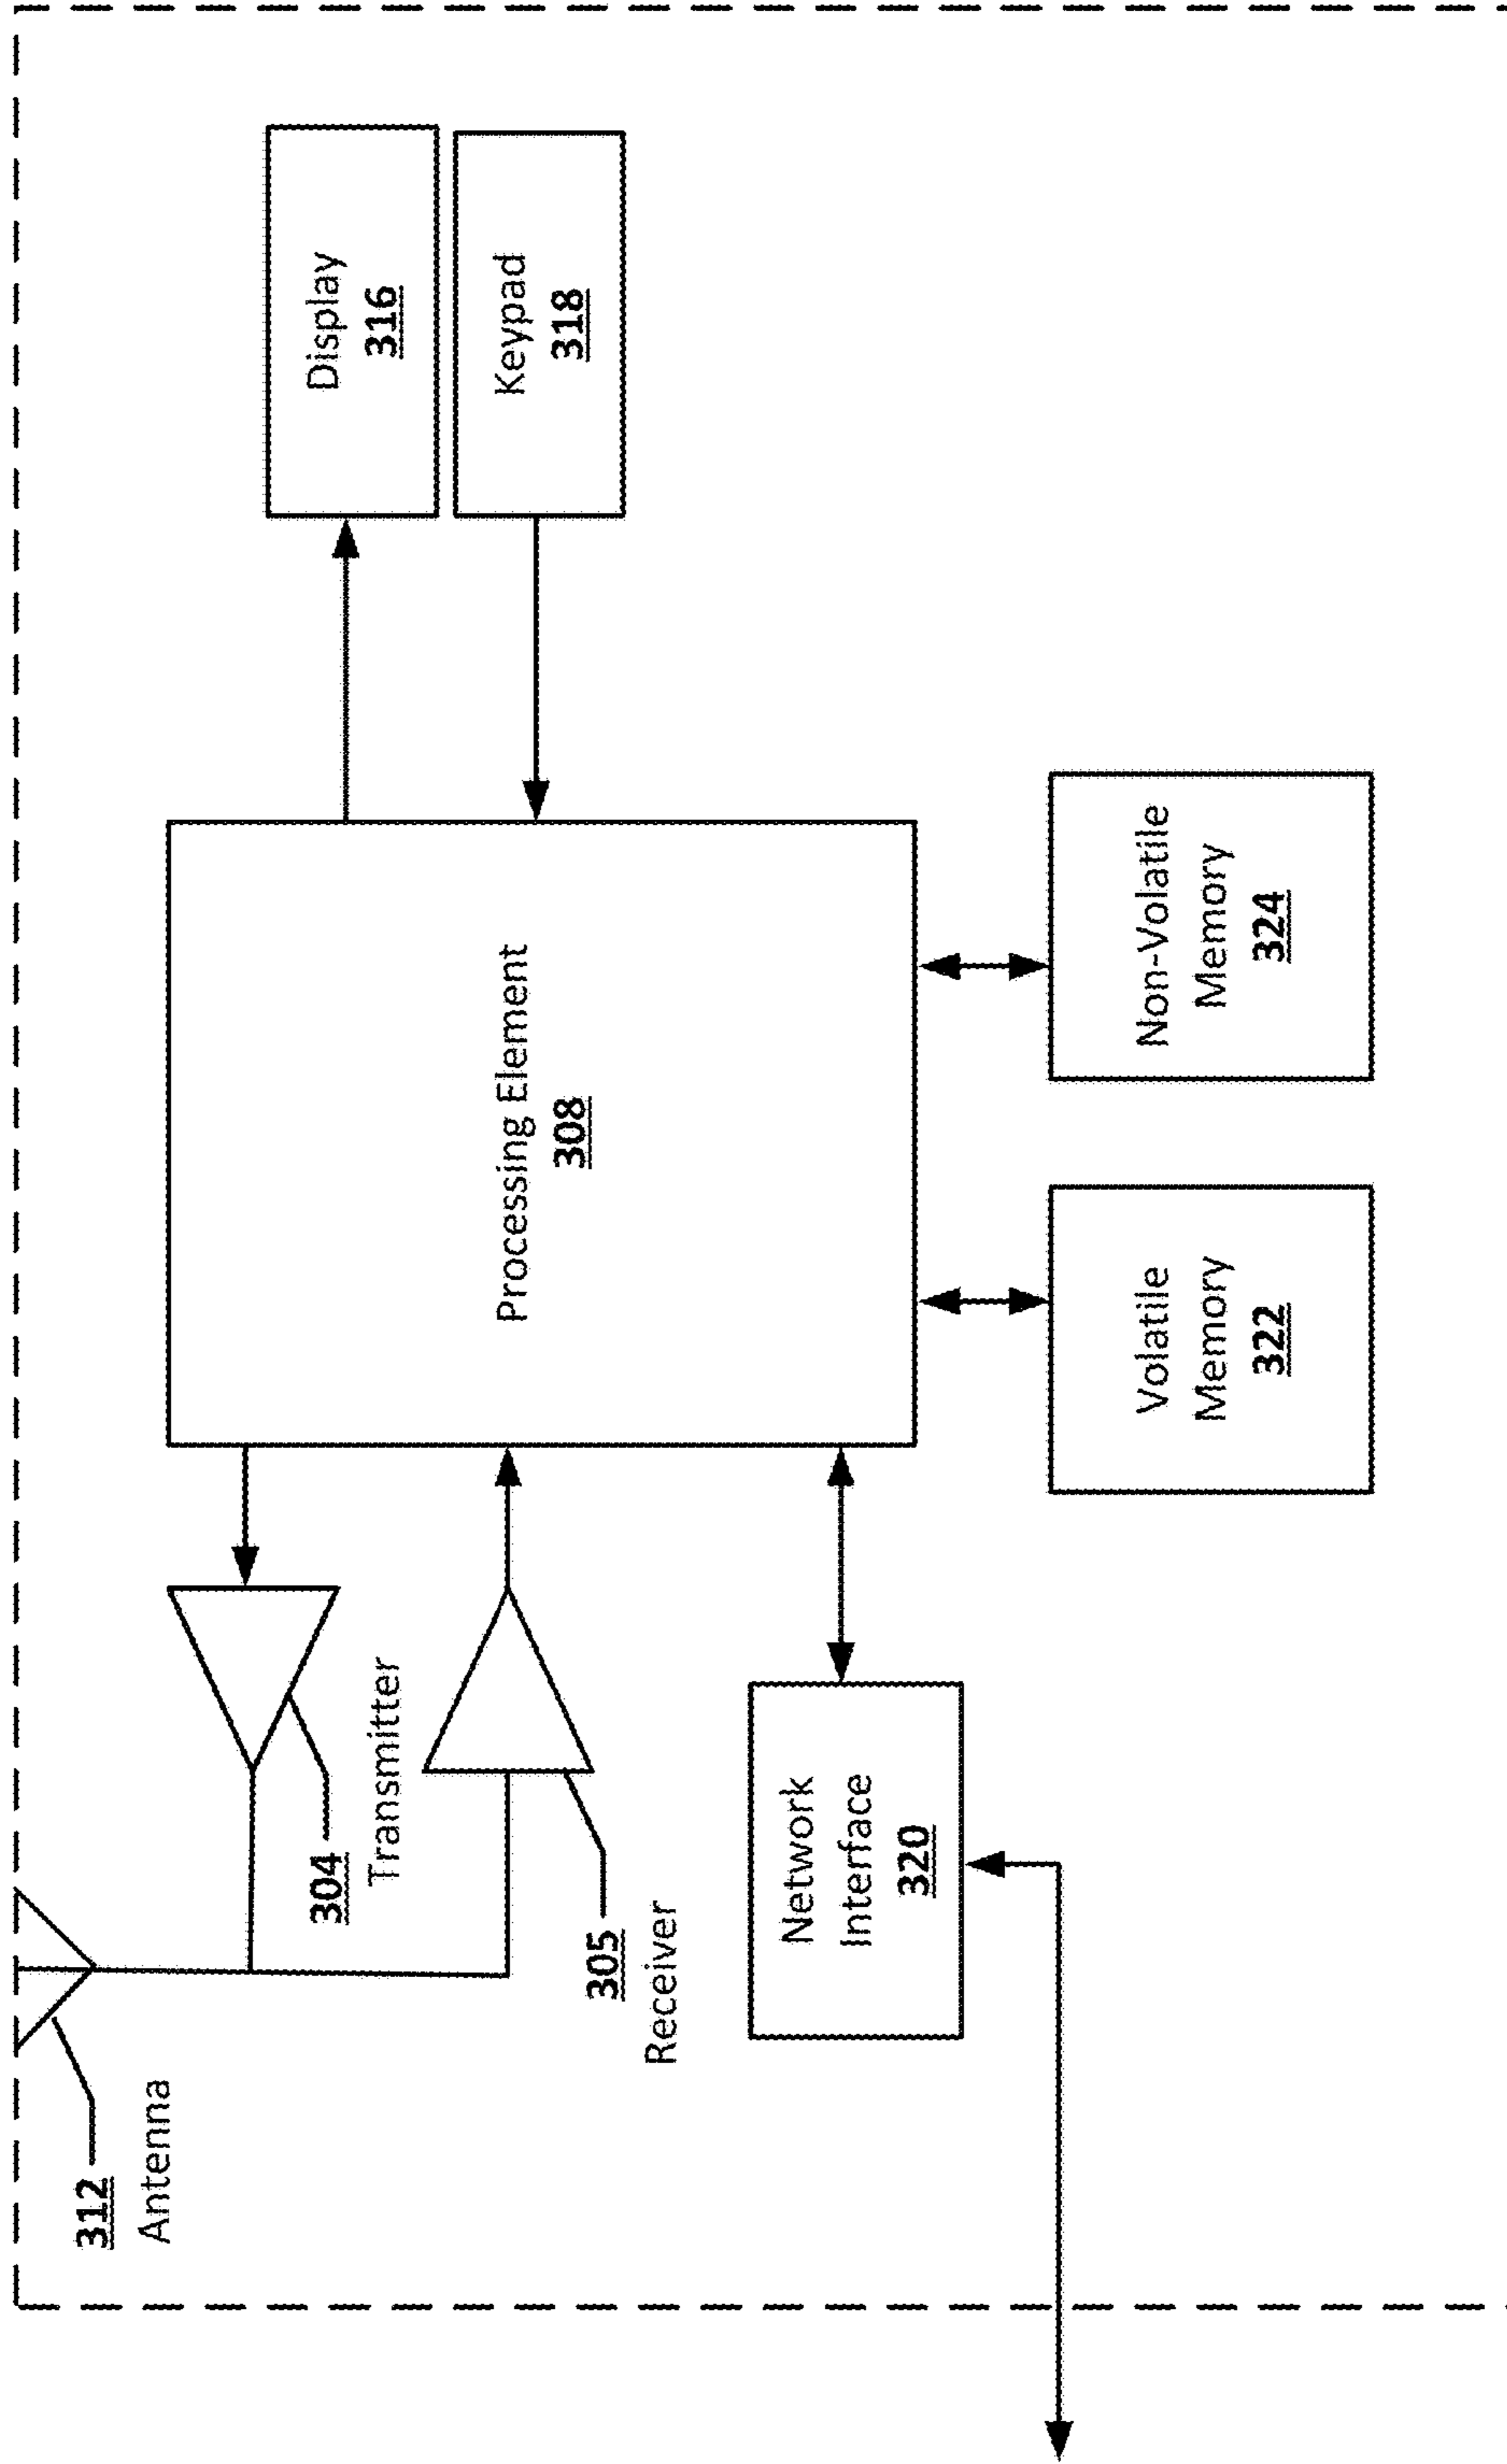 312
Antenna
304
Transmitter
305
Receiver
Processing Element
308
Display
316
Keypad
318
Network
Interface
320
Volatile
Memory
322
Non-Volatile
Memory
324